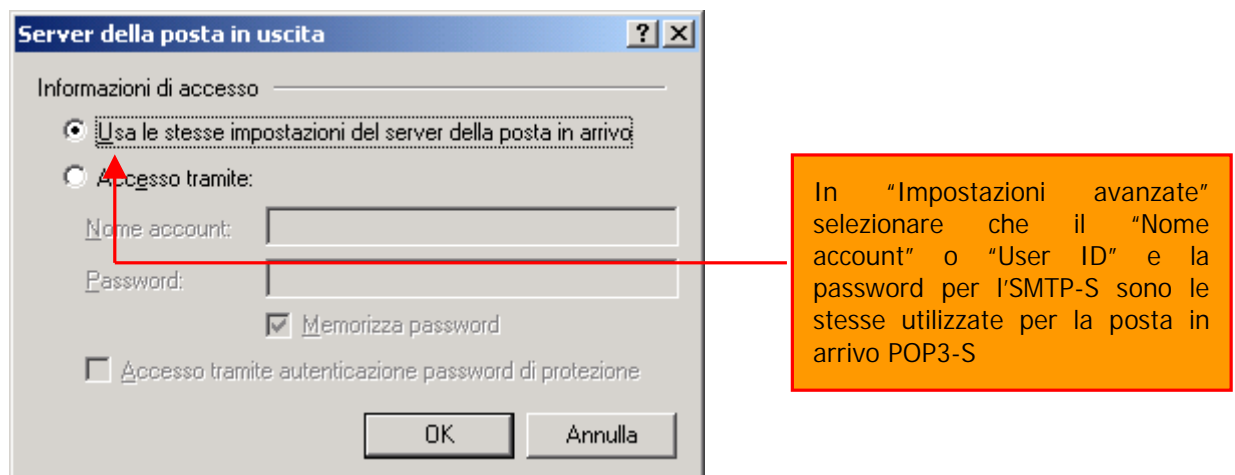 Server della posta in uscita
Informazioni di accesso
Usa le stesse impostazioni del server della posta in arrivo
Accesso tramite:
Nome account:
Password:
Memorizza password
Accesso tramite autenticazione password di protezione
OK
Annulla
In “Impostazioni avanzate”
selezionare che il “Nome
account” o “User ID” e la
password per l’SMTP-S sono le
stesse utilizzate per la posta in
arrivo POP3-S